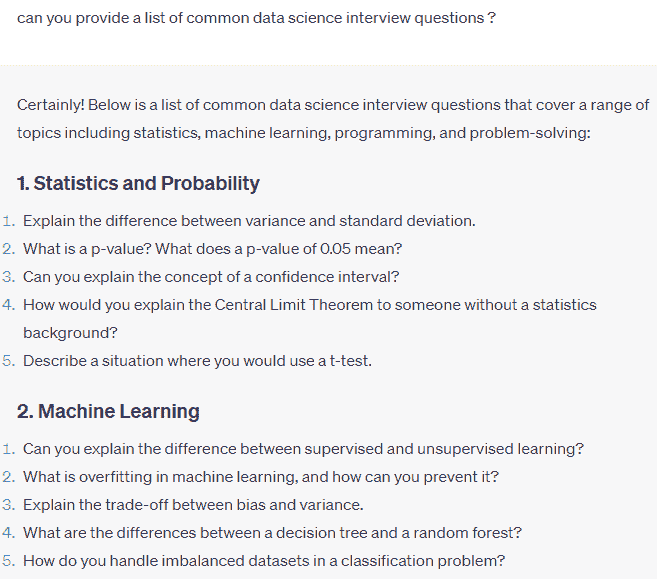 can you provide a list of common data science interview questions ?
Certainly! Below is a list of common data science interview questions that cover a range of
topics including statistics, machine learning, programming, and problem-solving:
1. Statistics and Probability
1. Explain the difference between variance and standard deviation.
2. What is a p-value? What does a p-value of 0.05 mean?
3. Can you explain the concept of a confidence interval?
4. How would you explain the Central Limit Theorem to someone without a statistics
background?
5. Describe a situation where you would use a t-test.
2. Machine Learning
1. Can you explain the difference between supervised and unsupervised learning?
2. What is overfitting in machine learning, and how can you prevent it?
3. Explain the trade-off between bias and variance.
4. What are the differences between a decision tree and a random forest?
5. How do you handle imbalanced datasets in a classification problem?